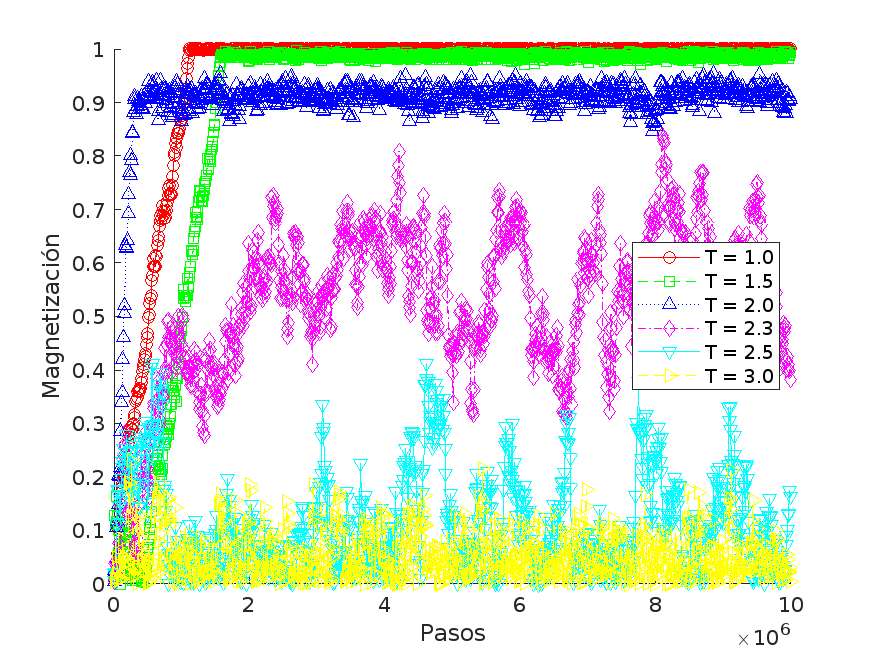 1
0.9
0.8
0.7
0.6
0.5
0.4
0.3
0.2
0.1
0
Magnetización
0 2 4 6 8 10
×10⁶
Pasos
T = 1.0
T = 1.5
T = 2.0
T = 2.3
T = 2.5
T = 3.0